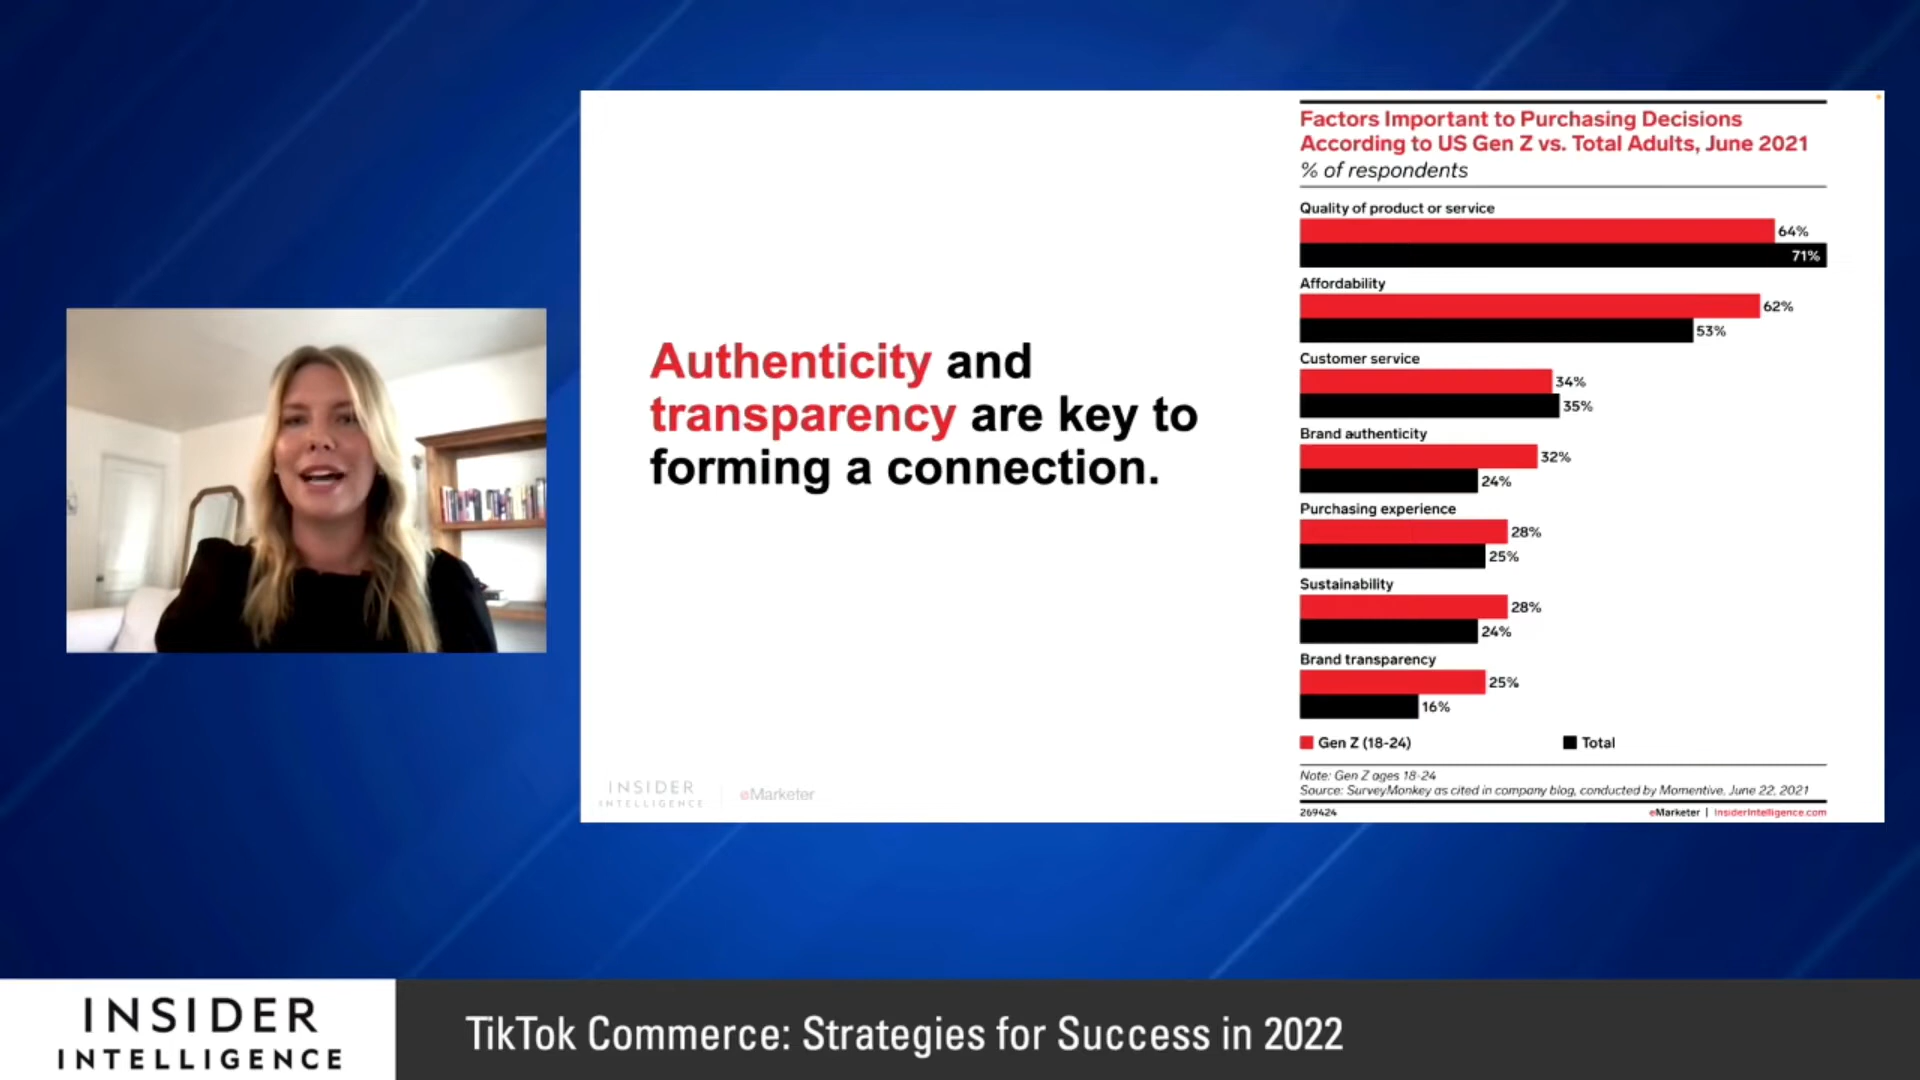 Authenticity and
transparency are key to
forming a connection.
INSIDER
INTELLIGENCE
eMarketer
Factors Important to Purchasing Decisions
According to US Gen Z vs. Total Adults, June 2021
% of respondents
Quality of product or service
64%
71%
Affordability
62%
53%
Customer service
34%
35%
Brand authenticity
32%
24%
Purchasing experience
28%
25%
Sustainability
28%
24%
Brand transparency
25%
16%
Gen Z (18-24) Total
Note: Gen Z ages 18-24
Source: SurveyMonkey as cited in company blog, conducted by Momentive, June 22, 2021
269424 eMarketer | InsiderIntelligence.com
INSIDER
INTELLIGENCE
TikTok Commerce: Strategies for Success in 2022